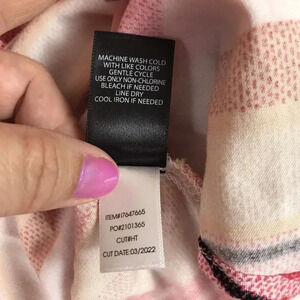 MACHINE WASH COLD
WITH LIKE COLORS
GENTLE CYCLE
USE ONLY NON-CHLORINE
BLEACH IF NEEDED
LINE DRY
COOL IRON IF NEEDED
ITEM#17647665
PO#2101365
CUT#HT
CUT DATE:03/2022